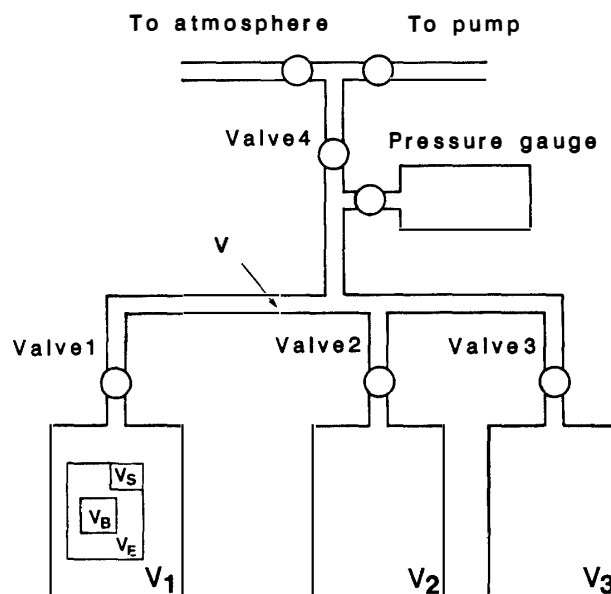 To atmosphere To pump
Valve4
Pressure gauge
V
Valve1
Valve2
Valve3
VS
VB
VE
V1
V2
V3